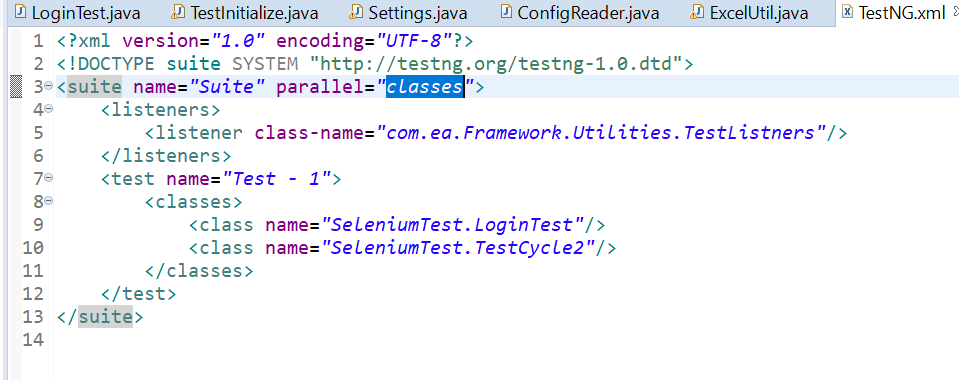 LoginTest.java TestInitialize.java Settings.java ConfigReader.java ExcelUtil.java TestNG.xml
1 <?xml version="1.0" encoding="UTF-8"?>
2 <!DOCTYPE suite SYSTEM "http://testng.org/testng-1.0.dtd">
3 <suite name="Suite" parallel="classes">
4 <listeners>
5 <listener class-name="com.ea.Framework.Utilities.TestListners"/>
6 </listeners>
7 <test name="Test - 1">
8 <classes>
9 <class name="SeleniumTest.LoginTest"/>
10 <class name="SeleniumTest.TestCycle2"/>
11 </classes>
12 </test>
13 </suite>
14